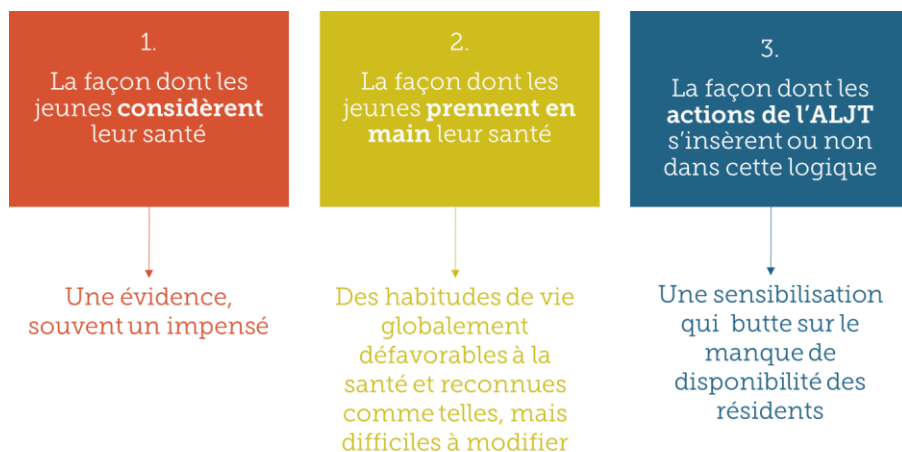 1.
La façon dont les
jeunes considèrent
leur santé
Une évidence,
souvent un impensé
2.
La façon dont les
jeunes prennent en
main leur santé
Des habitudes de vie
globalement
défavorables à la
santé et reconnues
comme telles, mais
difficiles à modifier
3.
La façon dont les
actions de l’ALJT
s’insèrent ou non
dans cette logique
Une sensibilisation
qui butte sur le
manque de
disponibilité des
résidents